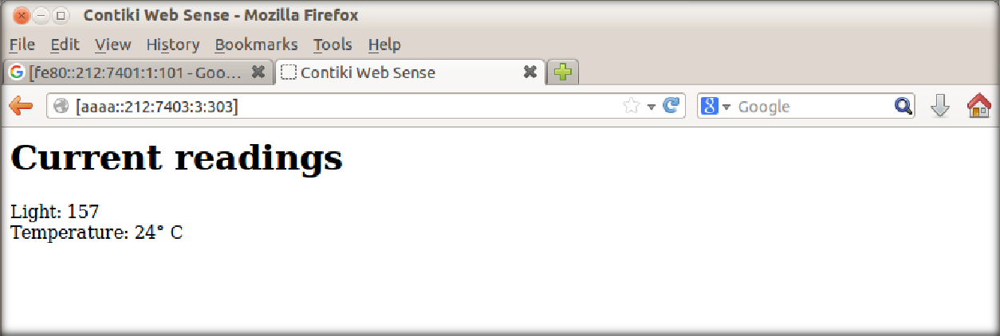 Contiki Web Sense - Mozilla Firefox
File Edit View History Bookmarks Tools Help
[fe80::212:7401:1:101 - Goo... Contiki Web Sense
[aaaa::212:7403:3:303] Google
Current readings
Light: 157
Temperature: 24° C